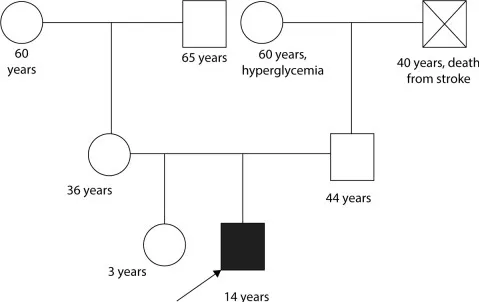 60
years
65 years
60 years,
hyperglycemia
40 years, death
from stroke
36 years
44 years
3 years
14 years